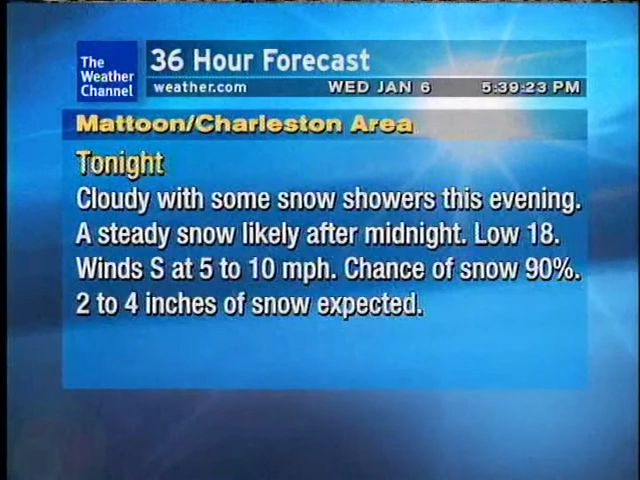 The
Weather
Channel
36 Hour Forecast
weather.com WED JAN 6 5:39:23 PM
Mattoon/Charleston Area
Tonight
Cloudy with some snow showers this evening.
A steady snow likely after midnight. Low 18.
Winds S at 5 to 10 mph. Chance of snow 90%.
2 to 4 inches of snow expected.